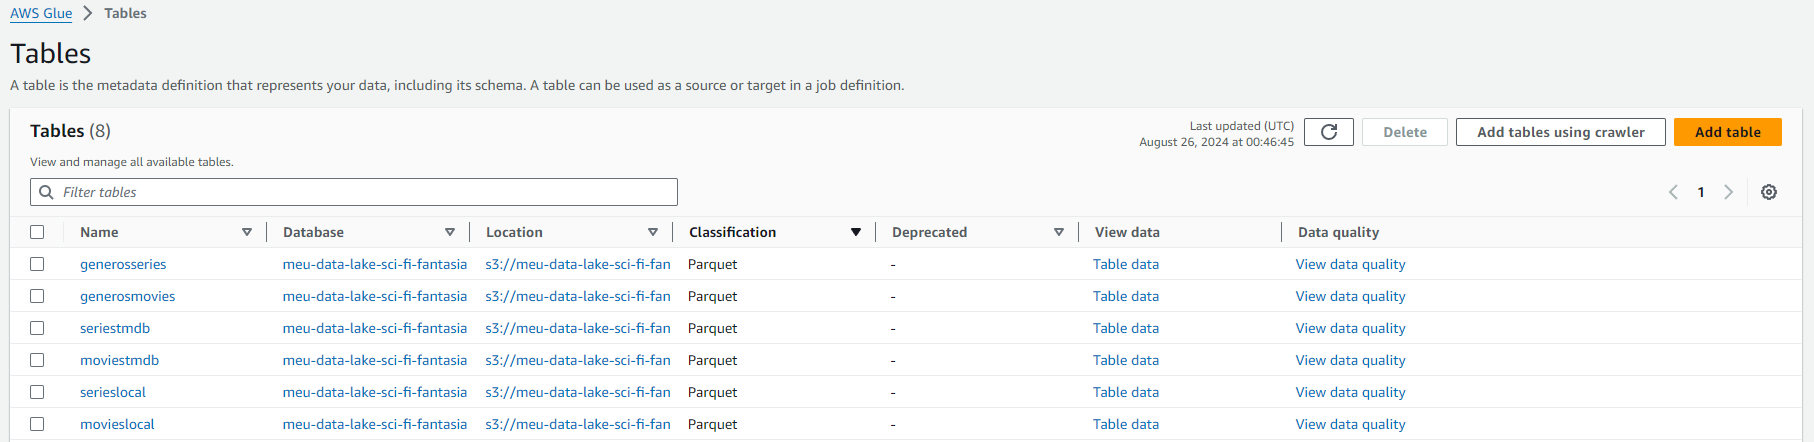 AWS Glue > Tables
Tables
A table is the metadata definition that represents your data, including its schema. A table can be used as a source or target in a job definition.
Tables (8)
Last updated (UTC)
August 26, 2024 at 00:46:45
Delete
Add tables using crawler
Add table
View and manage all available tables.
Filter tables
1
Name Database Location Classification Deprecated View data Data quality
generosseries meu-data-lake-sci-fi-fantasia s3://meu-data-lake-sci-fi-fan Parquet - Table data View data quality
generosmovies meu-data-lake-sci-fi-fantasia s3://meu-data-lake-sci-fi-fan Parquet - Table data View data quality
seriestmdb meu-data-lake-sci-fi-fantasia s3://meu-data-lake-sci-fi-fan Parquet - Table data View data quality
moviestmdb meu-data-lake-sci-fi-fantasia s3://meu-data-lake-sci-fi-fan Parquet - Table data View data quality
serieslocal meu-data-lake-sci-fi-fantasia s3://meu-data-lake-sci-fi-fan Parquet - Table data View data quality
movieslocal meu-data-lake-sci-fi-fantasia s3://meu-data-lake-sci-fi-fan Parquet - Table data View data quality